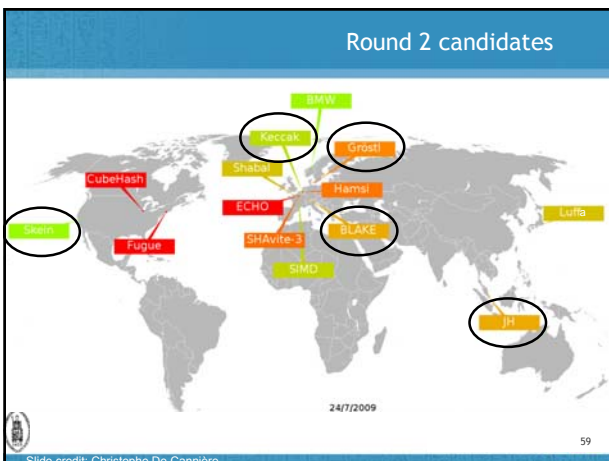 Round 2 candidates
BMW
Keccak
Grøstl
Shabal
CubeHash
Hamsi
ECHO
Luffa
Skein
BLAKE
Fugue
SHAvite-3
SIMD
JH
24/7/2009
59
Slide credit: Christophe De Cannière